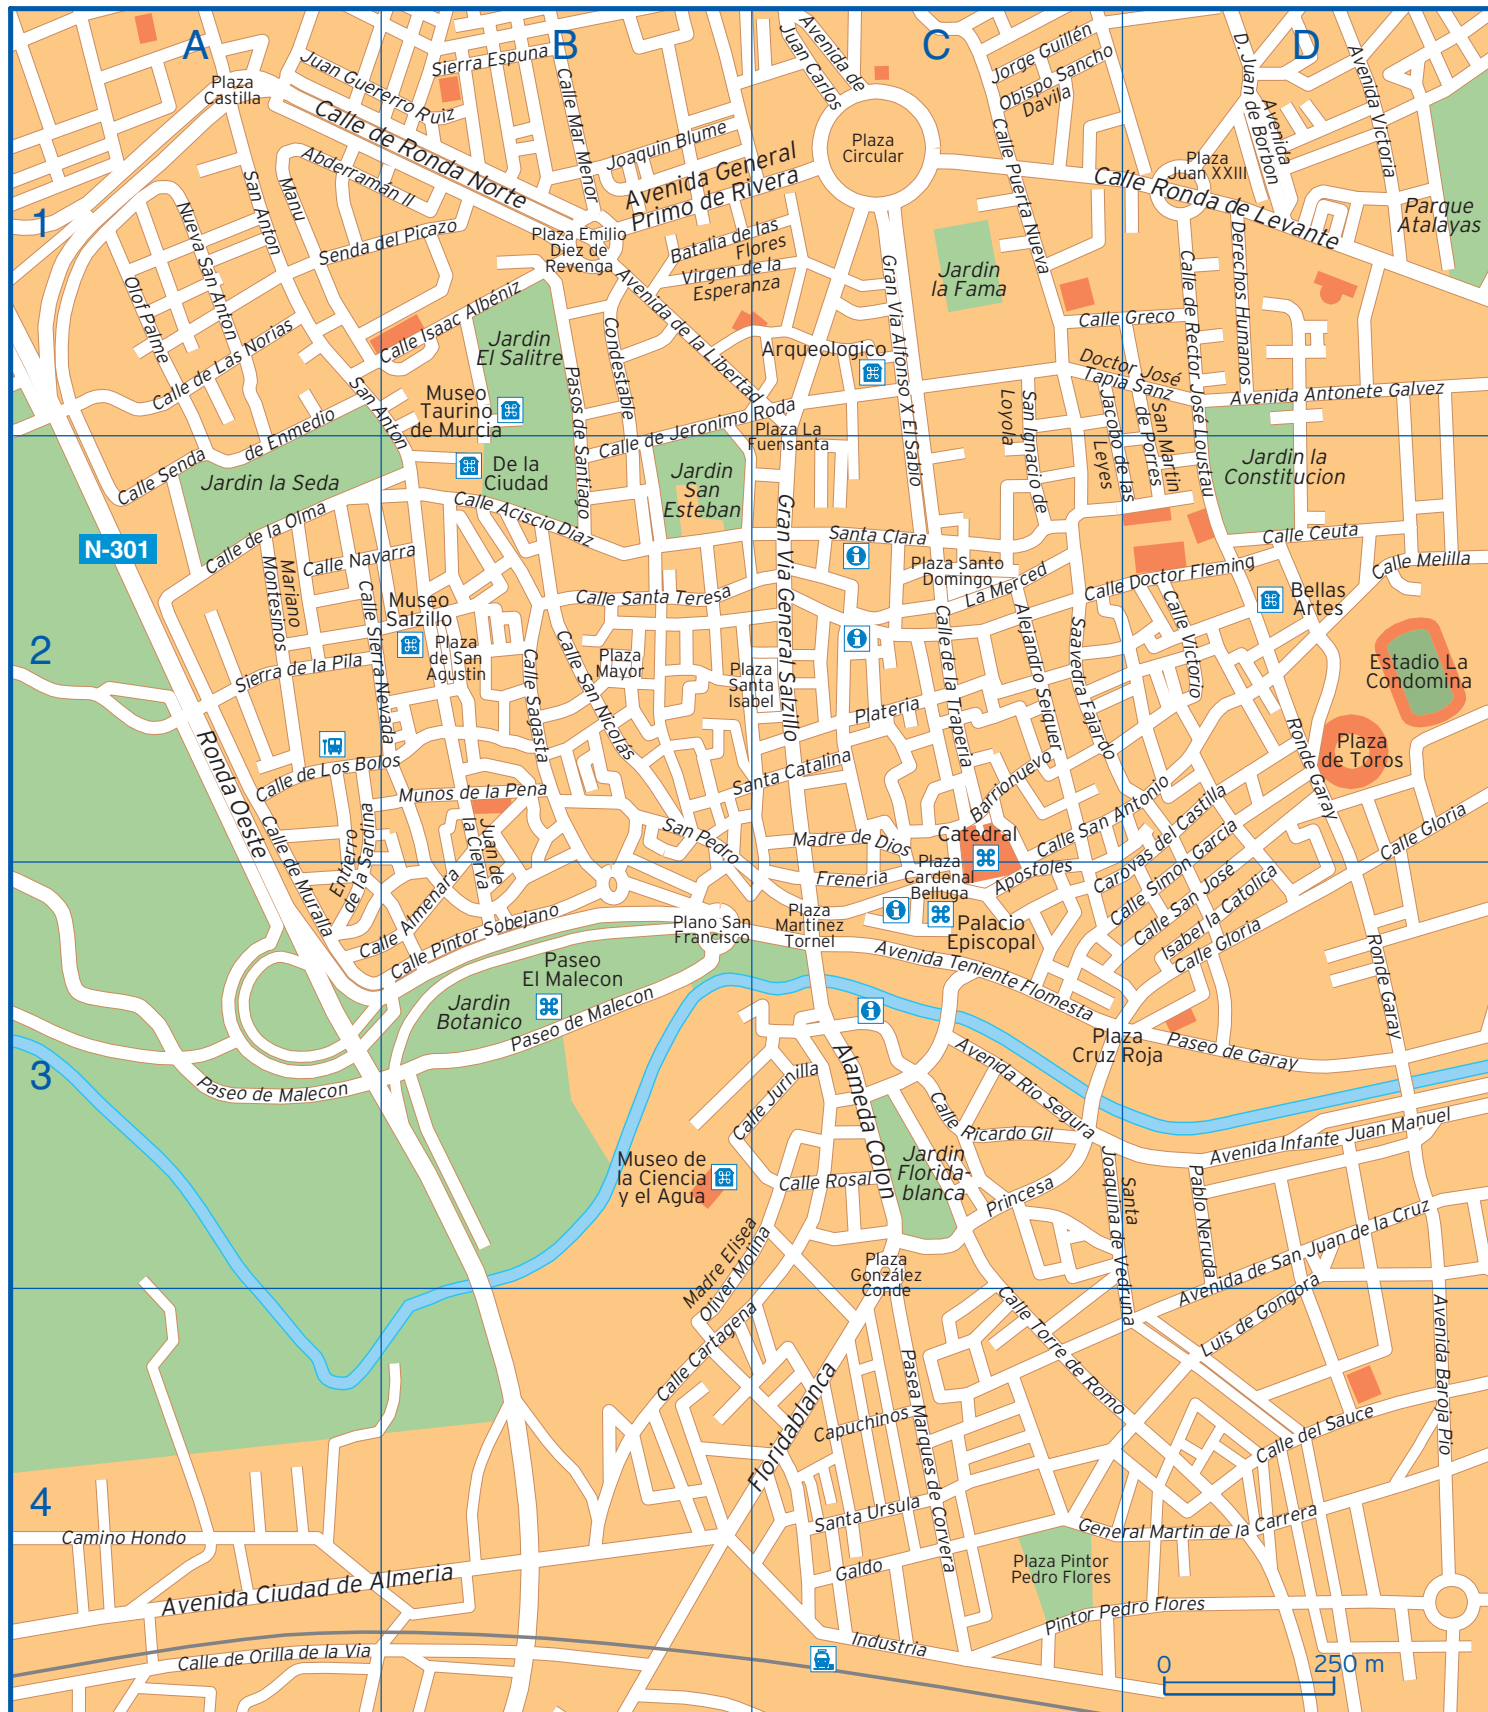 A
B
C
D
1
2
3
4
Plaza
Castilla
Juan Guererro Ruiz
Sierra Espuna
Calle de Ronda Norte
Calle Mar Menor
Joaquin Blume
Avenida General
Primo de Rivera
Avenida de
Juan Carlos
Plaza
Circular
Jorge Guillén
Obispo Sancho
Davila
Calle Puerta Nueva
D. Juan de Borbon
Avenida
Avenida Victoria
Plaza
Juan XXIII
Calle Ronda de Levante
Parque
Atalayas
Abderramán II
San Anton
Manu
Nueva San Anton
Senda del Picazo
Plaza Emilio
Diez de
Revenga
Batalla de las
Flores
Virgen de la
Esperanza
Avenida de la Libertad
Olof Palme
Calle de Las Norias
Calle Isaac Albéniz
Jardin
El Salitre
Condestable
Pasos de Santiago
Arqueologico
Gran Via Alfonso X El Sabio
Jardin
la Fama
Calle Greco
Doctor José
Tapia Sanz
Calle de Rector José Loustau
Derechos Humanos
Avenida Antonete Galvez
San Anton
Museo
Taurino
de Murcia
Calle de Jeronimo Roda
Plaza La
Fuensanta
San Ignacio de
Loyola
Jacobo de las
Leyes
San Martin
de Porres
Calle Senda
de Enmedio
Jardin la Seda
De la
Ciudad
Jardin
San
Esteban
Jardin la
Constitucion
Calle de la Olma
Calle Aciscio Diaz
Santa Clara
Calle Ceuta
Calle Melilla
N-301
Mariano
Montesinos
Calle Navarra
Calle Sierra Nevada
Museo
Salzillo
Plaza
de San
Agustin
Calle Santa Teresa
Gran Via General Salzillo
Plaza Santo
Domingo
La Merced
Calle Doctor Fleming
Bellas
Artes
Sierra de la Pila
Calle Sagasta
Calle San Nicolás
Plaza
Mayor
Plaza
Santa
Isabel
Calle de la Traperia
Alejandro Seiquer
Saavedra Fajardo
Calle Victorio
Estadio La
Condomina
Plateria
Ronda Oeste
Calle de Los Bolos
Santa Catalina
Barrionuevo
Ronde Garay
Plaza
de Toros
Munos de la Pena
San Pedro
Madre de Dios
Catedral
Calle San Antonio
Calle Gloria
Calle de Muralla
Entierro
de la Sardina
Juan de
la Cierva
Freneria
Plaza
Cardenal
Belluga
Apostoles
Carovas del Castilla
Calle Simon Garcia
Calle San José
Isabel la Catolica
Calle Gloria
Calle Almenara
Calle Pintor Sobejano
Plano San
Francisco
Plaza
Martinez
Tornel
Palacio
Episcopal
Avenida Teniente Flomesta
Ronde Garay
Paseo
El Malecon
Jardin
Botanico
Paseo de Malecon
Plaza
Cruz Roja
Paseo de Garay
Paseo de Malecon
Calle Jurnilla
Alameda Colon
Avenida Rio Segura
Calle Ricardo Gil
Avenida Infante Juan Manuel
Museo de
la Ciencia
y el Agua
Calle Rosal
Jardin
Florida-
blanca
Princesa
Santa
Joaquina de Vedruna
Pablo Neruda
Madre Elisea
Oliver Molina
Plaza
González
Conde
Avenida de San Juan de la Cruz
Calle Cartagena
Calle Torre de Romo
Luis de Gongora
Avenida Baroja Pio
Floridablanca
Pasea Marques de Corvera
Capuchinos
Calle del Sauce
Santa Ursula
General Martin de la Carrera
Camino Hondo
Galdo
Plaza Pintor
Pedro Flores
Avenida Ciudad de Almeria
Pintor Pedro Flores
Calle de Orilla de la Via
Industria
0
250 m